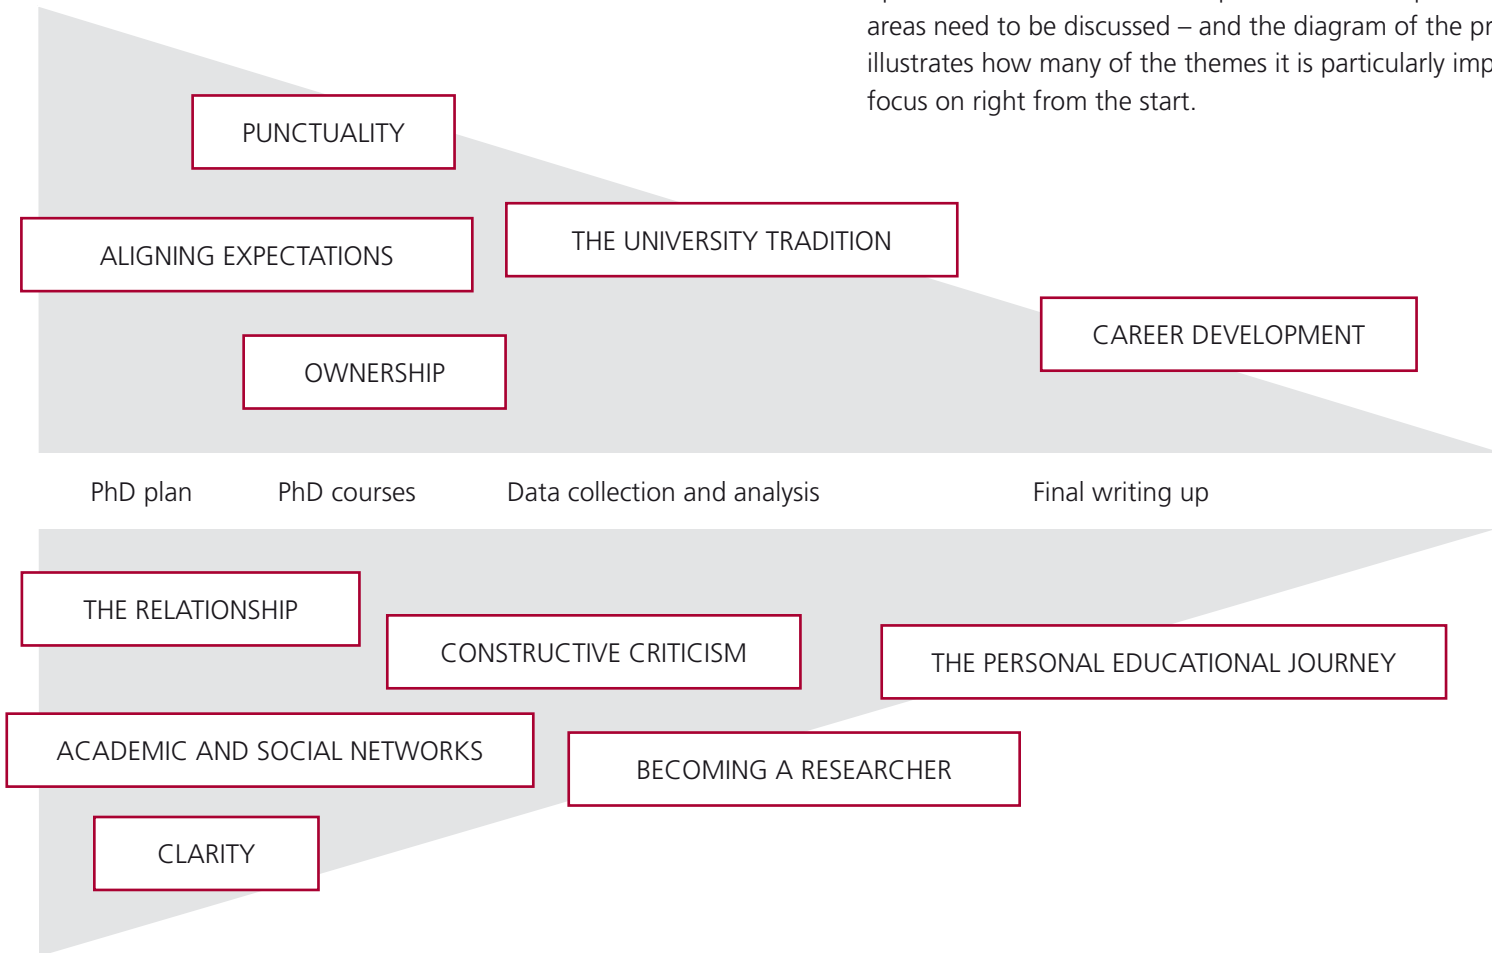 areas need to be discussed – and the diagram of the pr
illustrates how many of the themes it is particularly imp
focus on right from the start.
PUNCTUALITY
ALIGNING EXPECTATIONS
THE UNIVERSITY TRADITION
CAREER DEVELOPMENT
OWNERSHIP
PhD plan
PhD courses
Data collection and analysis
Final writing up
THE RELATIONSHIP
CONSTRUCTIVE CRITICISM
THE PERSONAL EDUCATIONAL JOURNEY
ACADEMIC AND SOCIAL NETWORKS
BECOMING A RESEARCHER
CLARITY